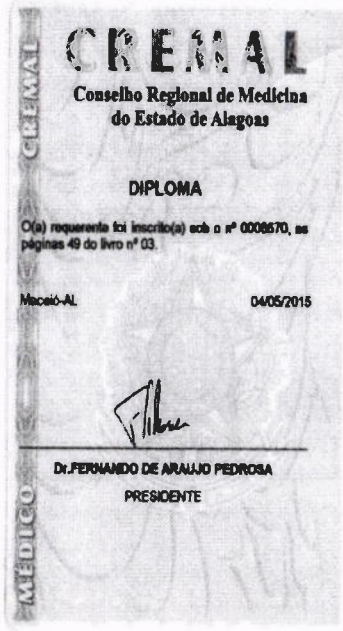 CREMAL
CREMAL
Conselho Regional de Medicina
do Estado de Alagoas
DIPLOMA
O(a) requerente foi inscrito(a) sob o nº 0006570, as
páginas 49 do livro nº 03.
Maceió-AL 04/05/2015
Dr.FERNANDO DE ARAUJO PEDROSA
PRESIDENTE
MÉDICO